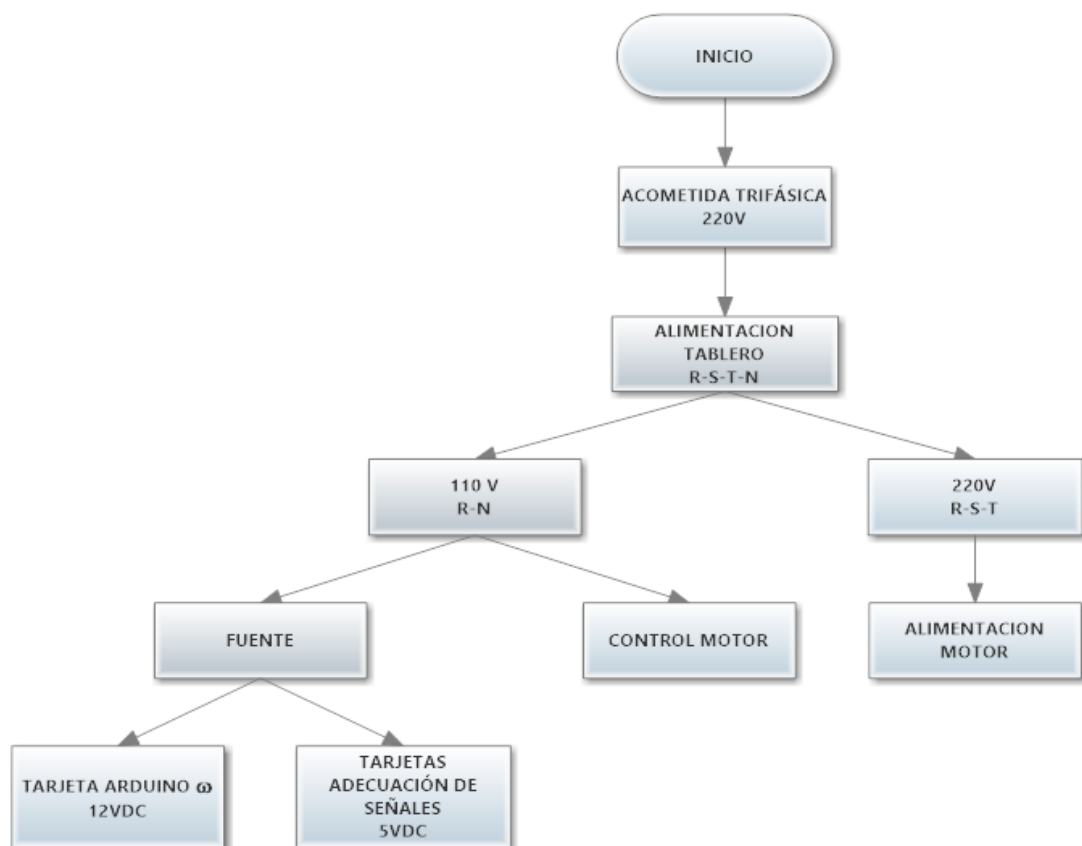 INICIO
ACOMETIDA TRIFÁSICA
220V
ALIMENTACION
TABLERO
R-S-T-N
110 V
R-N
220V
R-S-T
FUENTE
CONTROL MOTOR
ALIMENTACION
MOTOR
TARJETA ARDUINO ω
12VDC
TARJETAS
ADECUACIÓN DE
SEÑALES
5VDC